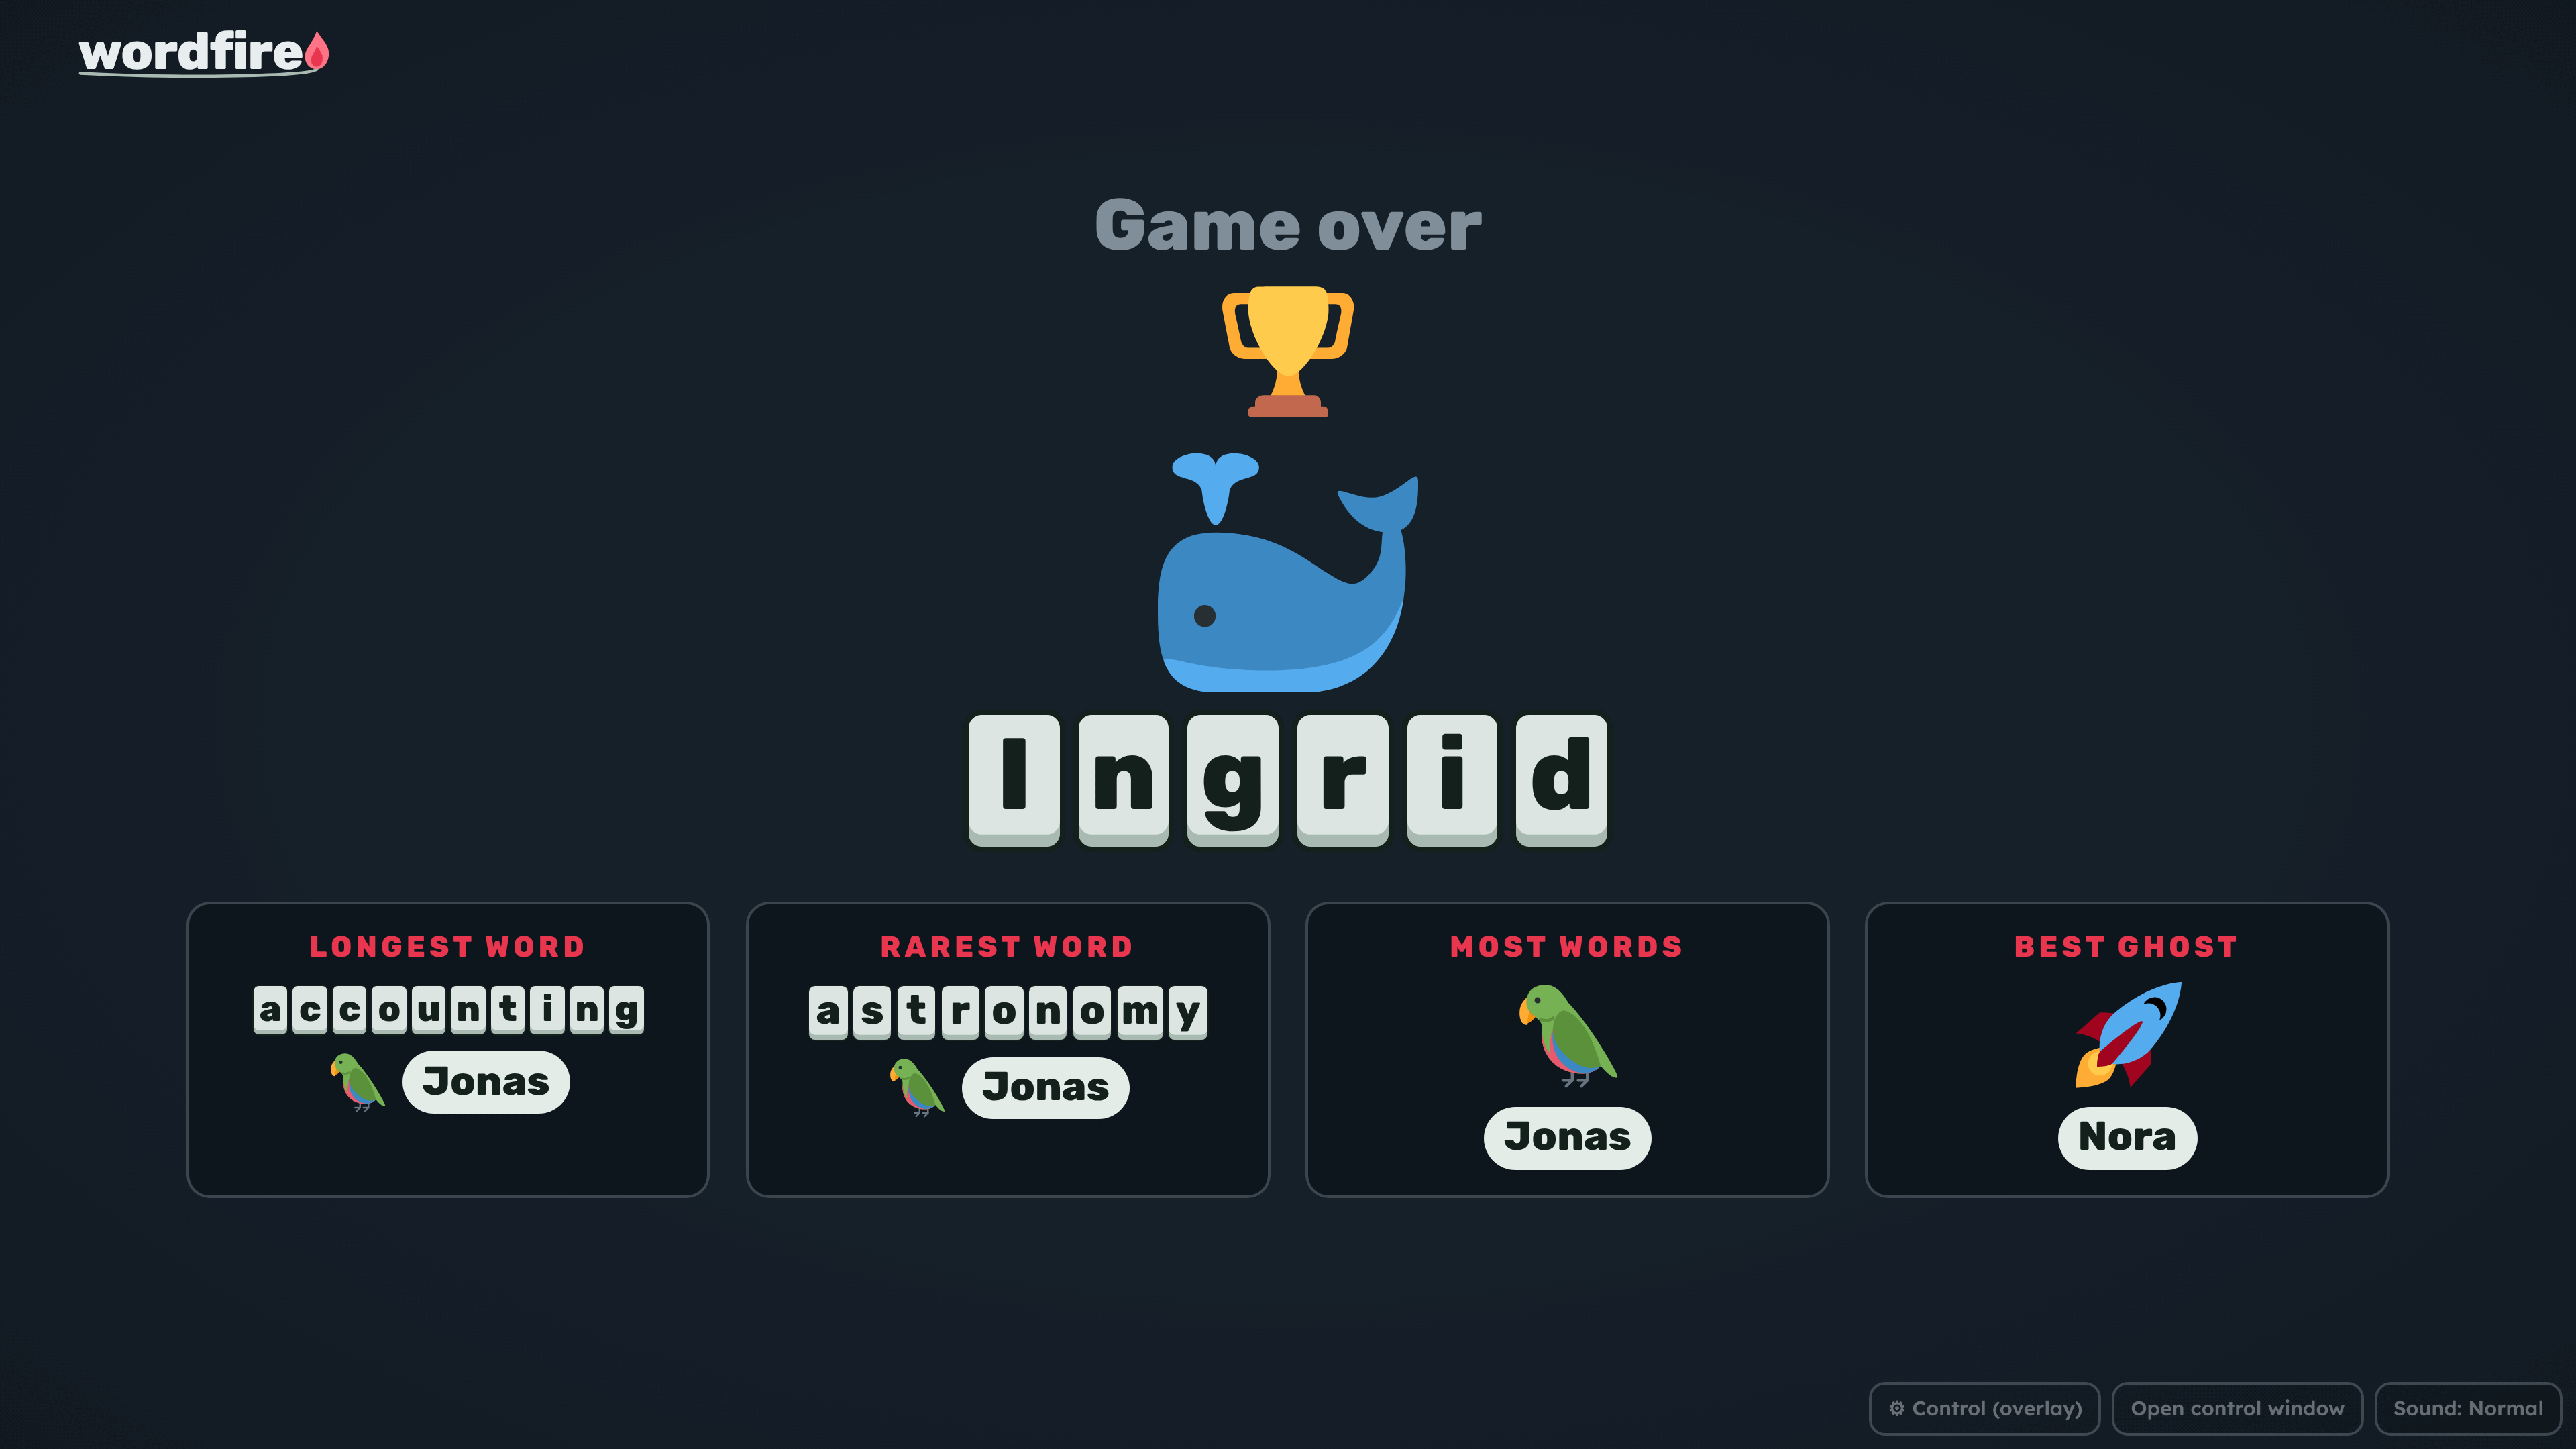 wordfire
Game over
Ingrid
LONGEST WORD
accounting
Jonas
RAREST WORD
astronomy
Jonas
MOST WORDS
Jonas
BEST GHOST
Nora
⚙ Control (overlay)
Open control window
Sound: Normal